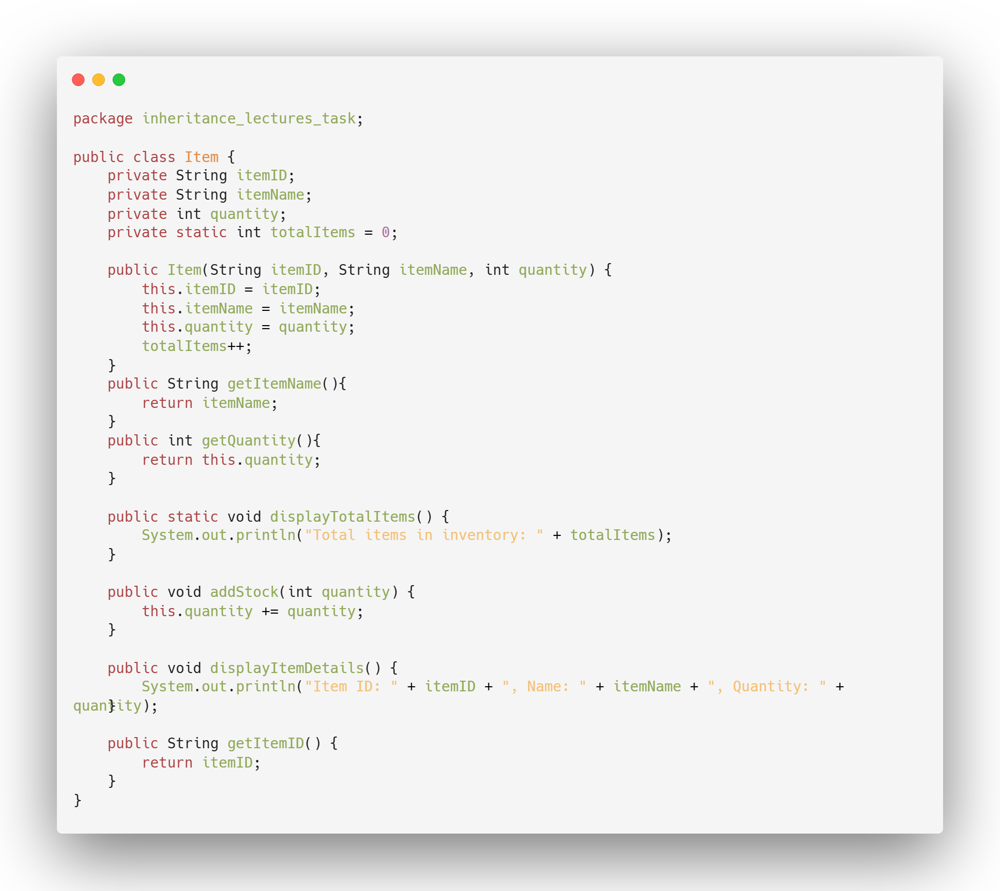 package inheritance_lectures_task;

public class Item {
    private String itemID;
    private String itemName;
    private int quantity;
    private static int totalItems = 0;

    public Item(String itemID, String itemName, int quantity) {
        this.itemID = itemID;
        this.itemName = itemName;
        this.quantity = quantity;
        totalItems++;
    }
    public String getItemName(){
        return itemName;
    }
    public int getQuantity(){
        return this.quantity;
    }

    public static void displayTotalItems() {
        System.out.println("Total items in inventory: " + totalItems);
    }

    public void addStock(int quantity) {
        this.quantity += quantity;
    }

    public void displayItemDetails() {
        System.out.println("Item ID: " + itemID + ", Name: " + itemName + ", Quantity: " +
quantity);
    }

    public String getItemID() {
        return itemID;
    }
}